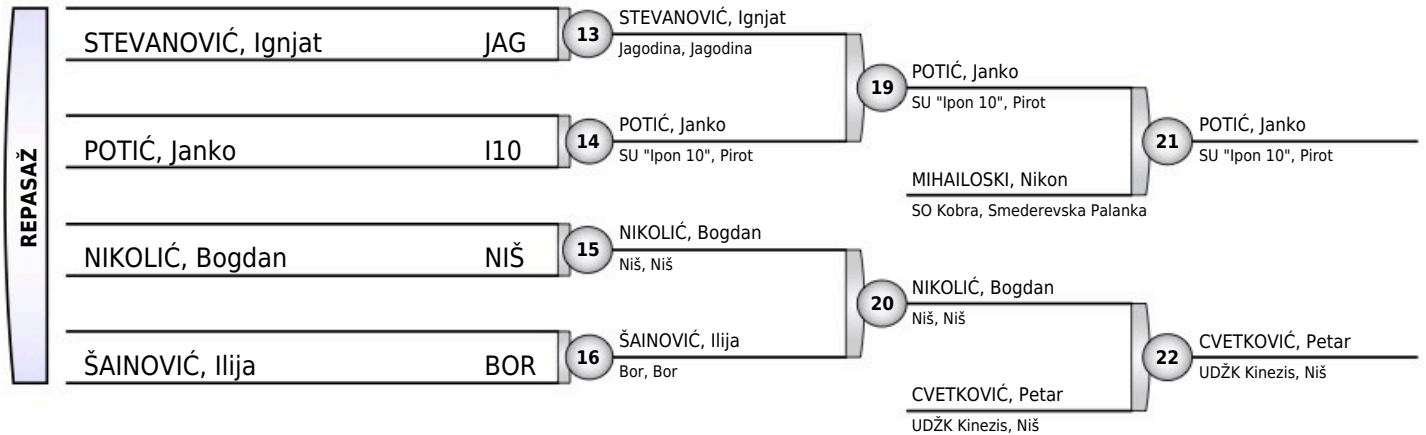 REPASAŽ
STEVANOVIĆ, Ignjat JAG
POTIĆ, Janko I10
NIKOLIĆ, Bogdan NIŠ
ŠAINOVIĆ, Ilija BOR
13
STEVANOVIĆ, Ignjat
Jagodina, Jagodina
14
POTIĆ, Janko
SU "Ipon 10", Pirot
15
NIKOLIĆ, Bogdan
Niš, Niš
16
ŠAINOVIĆ, Ilija
Bor, Bor
19
POTIĆ, Janko
SU "Ipon 10", Pirot
MIHAILOSKI, Nikon
SO Kobra, Smederevska Palanka
20
NIKOLIĆ, Bogdan
Niš, Niš
CVETKOVIĆ, Petar
UDŽK Kinezis, Niš
21
POTIĆ, Janko
SU "Ipon 10", Pirot
22
CVETKOVIĆ, Petar
UDŽK Kinezis, Niš